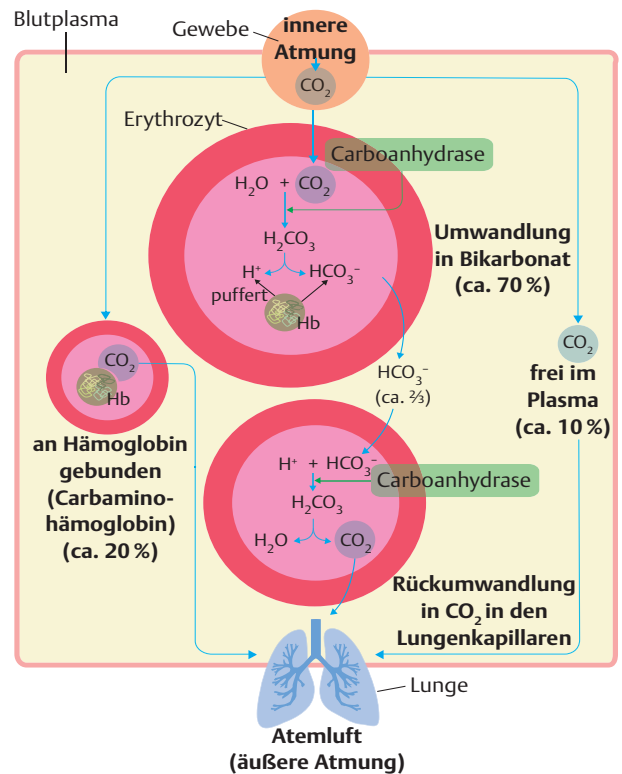 Blutplasma
Gewebe
innere
Atmung
CO₂
Erythrozyt
Carboanhydrase
H₂O + CO₂
H₂CO₃
H⁺ HCO₃⁻
puffert
Hb
Umwandlung
in Bikarbonat
(ca. 70 %)
CO₂
Hb
an Hämoglobin
gebunden
(Carbamino-
hämoglobin)
(ca. 20 %)
HCO₃⁻
(ca. ⅔)
CO₂
frei im
Plasma
(ca. 10 %)
H⁺ + HCO₃⁻
Carboanhydrase
H₂CO₃
H₂O CO₂
Rückumwandlung
in CO₂ in den
Lungenkapillaren
Lunge
Atemluft
(äußere Atmung)